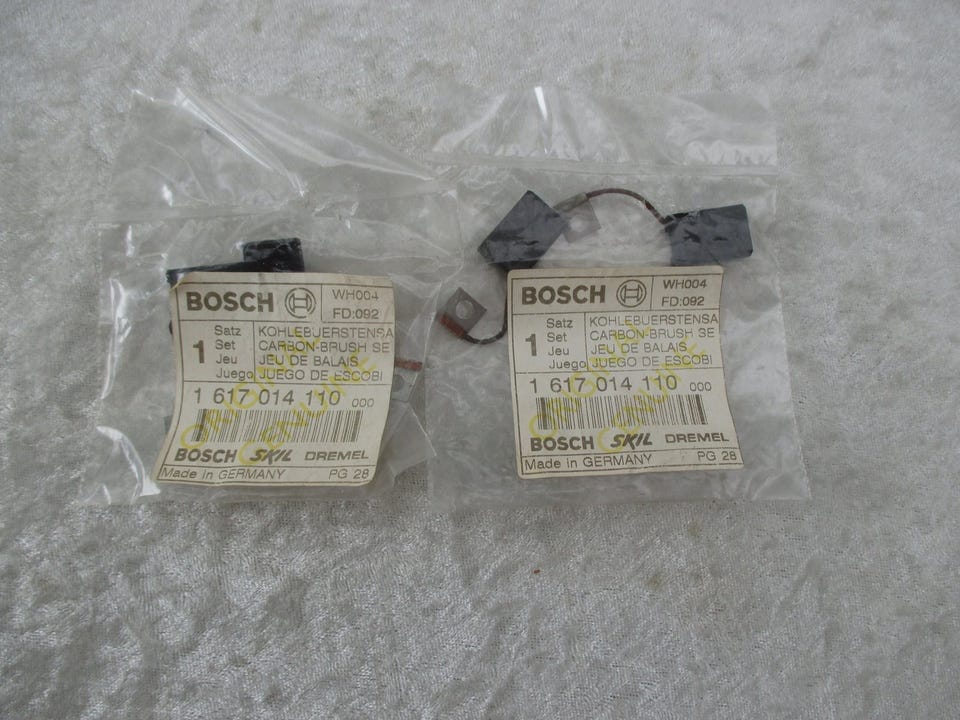 BOSCH WH004
FD:092
1 Satz KOHLEBUERSTENSA
Set CARBON-BRUSH SE
Jeu JEU DE BALAIS
Juego JUEGO DE ESCOBI
1 617 014 110 000
BOSCH SKIL DREMEL
Made in GERMANY PG 28
BOSCH WH004
FD:092
1 Satz KOHLEBUERSTENSA
Set CARBON-BRUSH SE
Jeu JEU DE BALAIS
Juego JUEGO DE ESCOBI
1 617 014 110 000
BOSCH SKIL DREMEL
Made in GERMANY PG 28